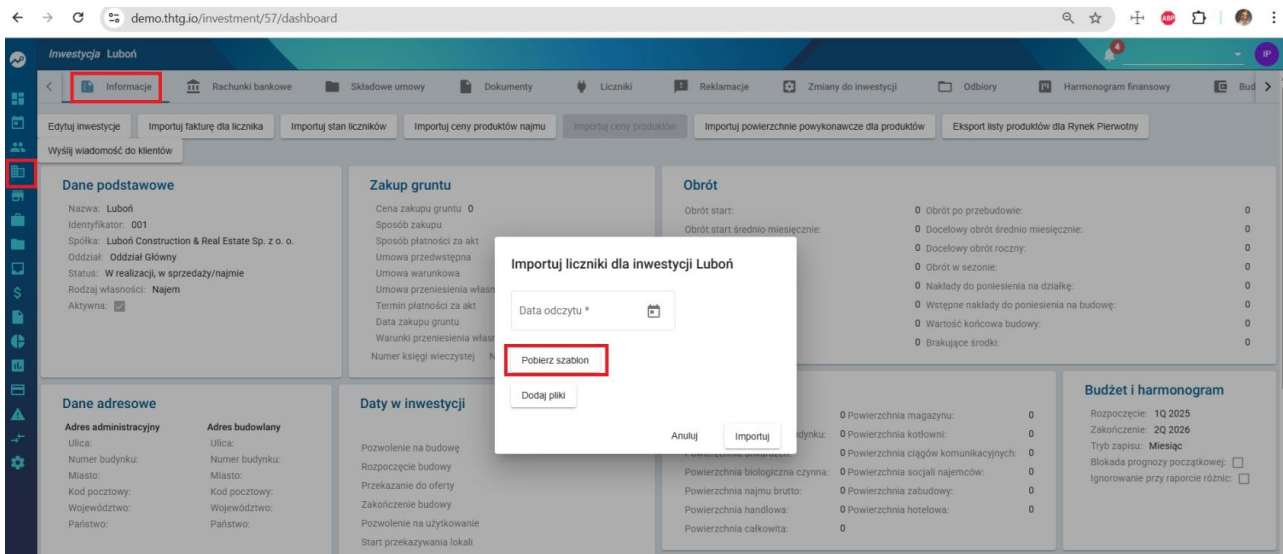 demo.thtg.io/investment/57/dashboard
ABP
Inwestycja Luboń
4
IP
Informacje
Rachunki bankowe
Składowe umowy
Dokumenty
Liczniki
Reklamacje
Zmiany do inwestycji
Odbiory
Harmonogram finansowy
Bud
Edytuj inwestycje
Importuj fakturę dla licznika
Importuj stan liczników
Importuj ceny produktów najmu
Importuj ceny produktów
Importuj powierzchnie powykonawcze dla produktów
Eksport listy produktów dla Rynek Pierwotny
Wyślij wiadomość do klientów
Dane podstawowe
Nazwa: Luboń
Identyfikator: 001
Spółka: Luboń Construction & Real Estate Sp. z o. o.
Oddział: Oddział Główny
Status: W realizacji, w sprzedaży/najmie
Rodzaj własności: Najem
Aktywna:
Zakup gruntu
Cena zakupu gruntu 0
Sposób zakupu
Sposób płatności za akt
Umowa przedwstępna
Umowa warunkowa
Umowa przeniesienia włas
Termin płatności za akt
Data zakupu gruntu
Warunki przeniesienia włas
Numer księgi wieczystej N
Obrót
Obrót start: 0
Obrót start średnio miesięcznie: 0
0
0
0
0
0
0
Obrót po przebudowie: 0
Docelowy obrót średnio miesięcznie: 0
Docelowy obrót roczny: 0
Obrót w sezonie: 0
Nakłady do poniesienia na działkę: 0
Wstępne nakłady do poniesienia na budowę: 0
Wartość końcowa budowy: 0
Brakujące środki: 0
Importuj liczniki dla inwestycji Luboń
Data odczytu *
Pobierz szablon
Dodaj pliki
Anuluj
Importuj
Dane adresowe
Adres administracyjny
Ulica:
Numer budynku:
Miasto:
Kod pocztowy:
Województwo:
Państwo:
Adres budowlany
Ulica:
Numer budynku:
Miasto:
Kod pocztowy:
Województwo:
Państwo:
Daty w inwestycji
Pozwolenie na budowę
Rozpoczęcie budowy
Przekazanie do oferty
Zakończenie budowy
Pozwolenie na użytkowanie
Start przekazywania lokali
0
dynku: 0
0
Powierzchnia biologiczna czynna: 0
Powierzchnia najmu brutto: 0
Powierzchnia handlowa: 0
Powierzchnia całkowita: 0
Powierzchnia magazynu: 0
Powierzchnia kotłowni: 0
Powierzchnia ciągów komunikacyjnych: 0
Powierzchnia socjali najemców: 0
Powierzchnia zabudowy: 0
Powierzchnia hotelowa: 0
Budżet i harmonogram
Rozpoczęcie: 1Q 2025
Zakończenie: 2Q 2026
Tryb zapisu: Miesiąc
Blokada prognozy początkowej:
Ignorowanie przy raporcie różnic: